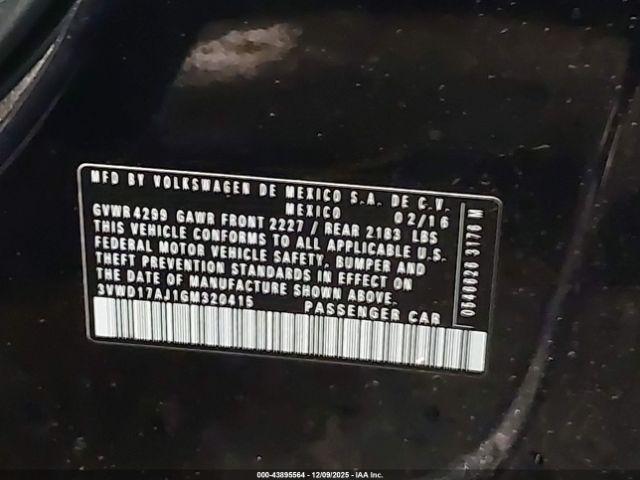 MFD BY VOLKSWAGEN DE MEXICO S.A. DE C.V.
MEXICO 02/16
GVWR 4299 GAWR FRONT 2227 / REAR 2183 LBS
THIS VEHICLE CONFORMS TO ALL APPLICABLE U.S.
FEDERAL MOTOR VEHICLE SAFETY, BUMPER AND
THEFT PREVENTION STANDARDS IN EFFECT ON
THE DATE OF MANUFACTURE SHOWN ABOVE.
3VWD17AJ1GM320415 PASSENGER CAR
000-43895564 | 12/09/2025 | IAA Inc.